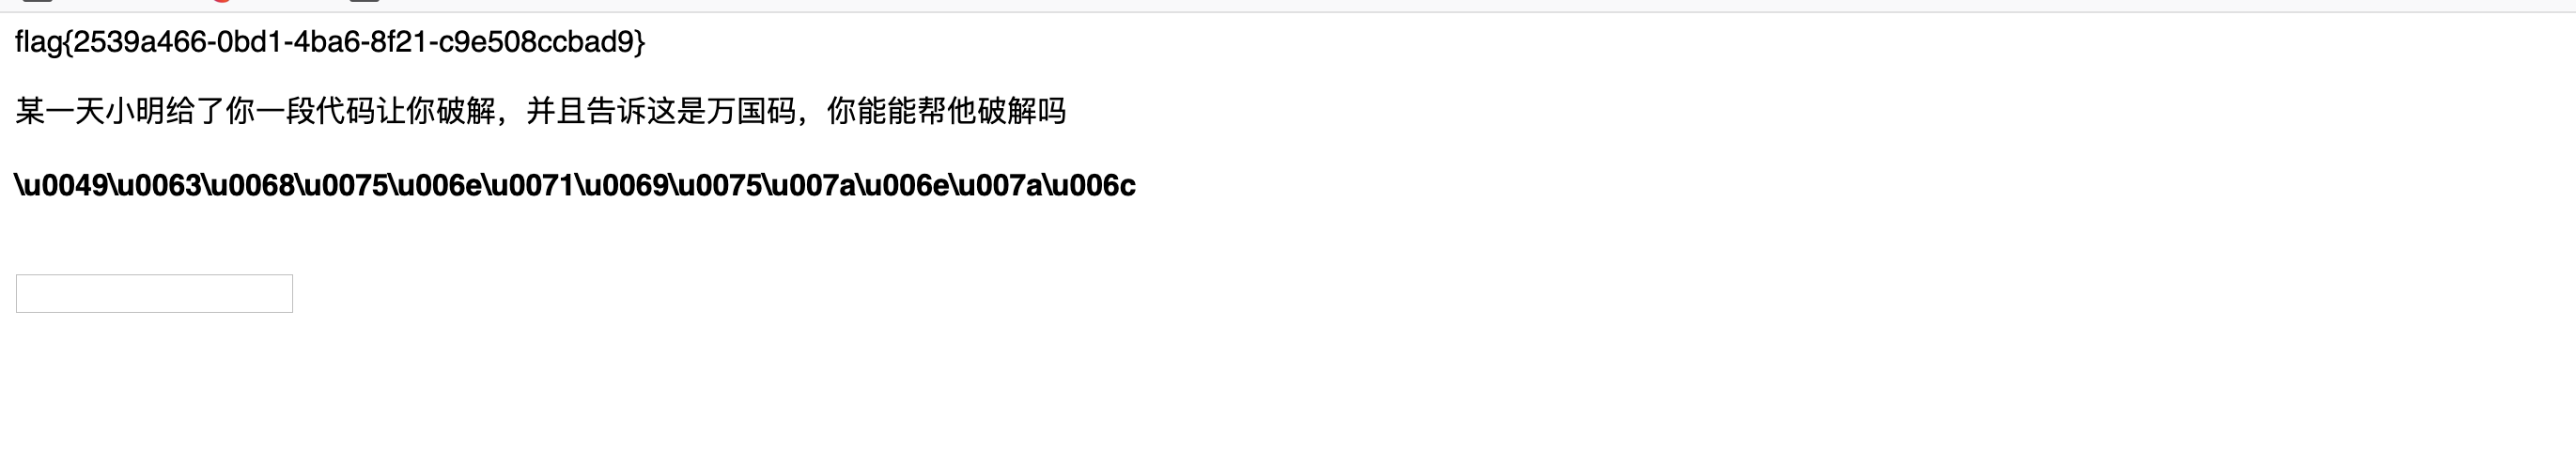 flag{2539a466-0bd1-4ba6-8f21-c9e508ccbad9}
某一天小明给了你一段代码让你破解，并且告诉这是万国码，你能能帮他破解吗
\u0049\u0063\u0068\u0075\u006e\u0071\u0069\u0075\u007a\u006e\u007a\u006c